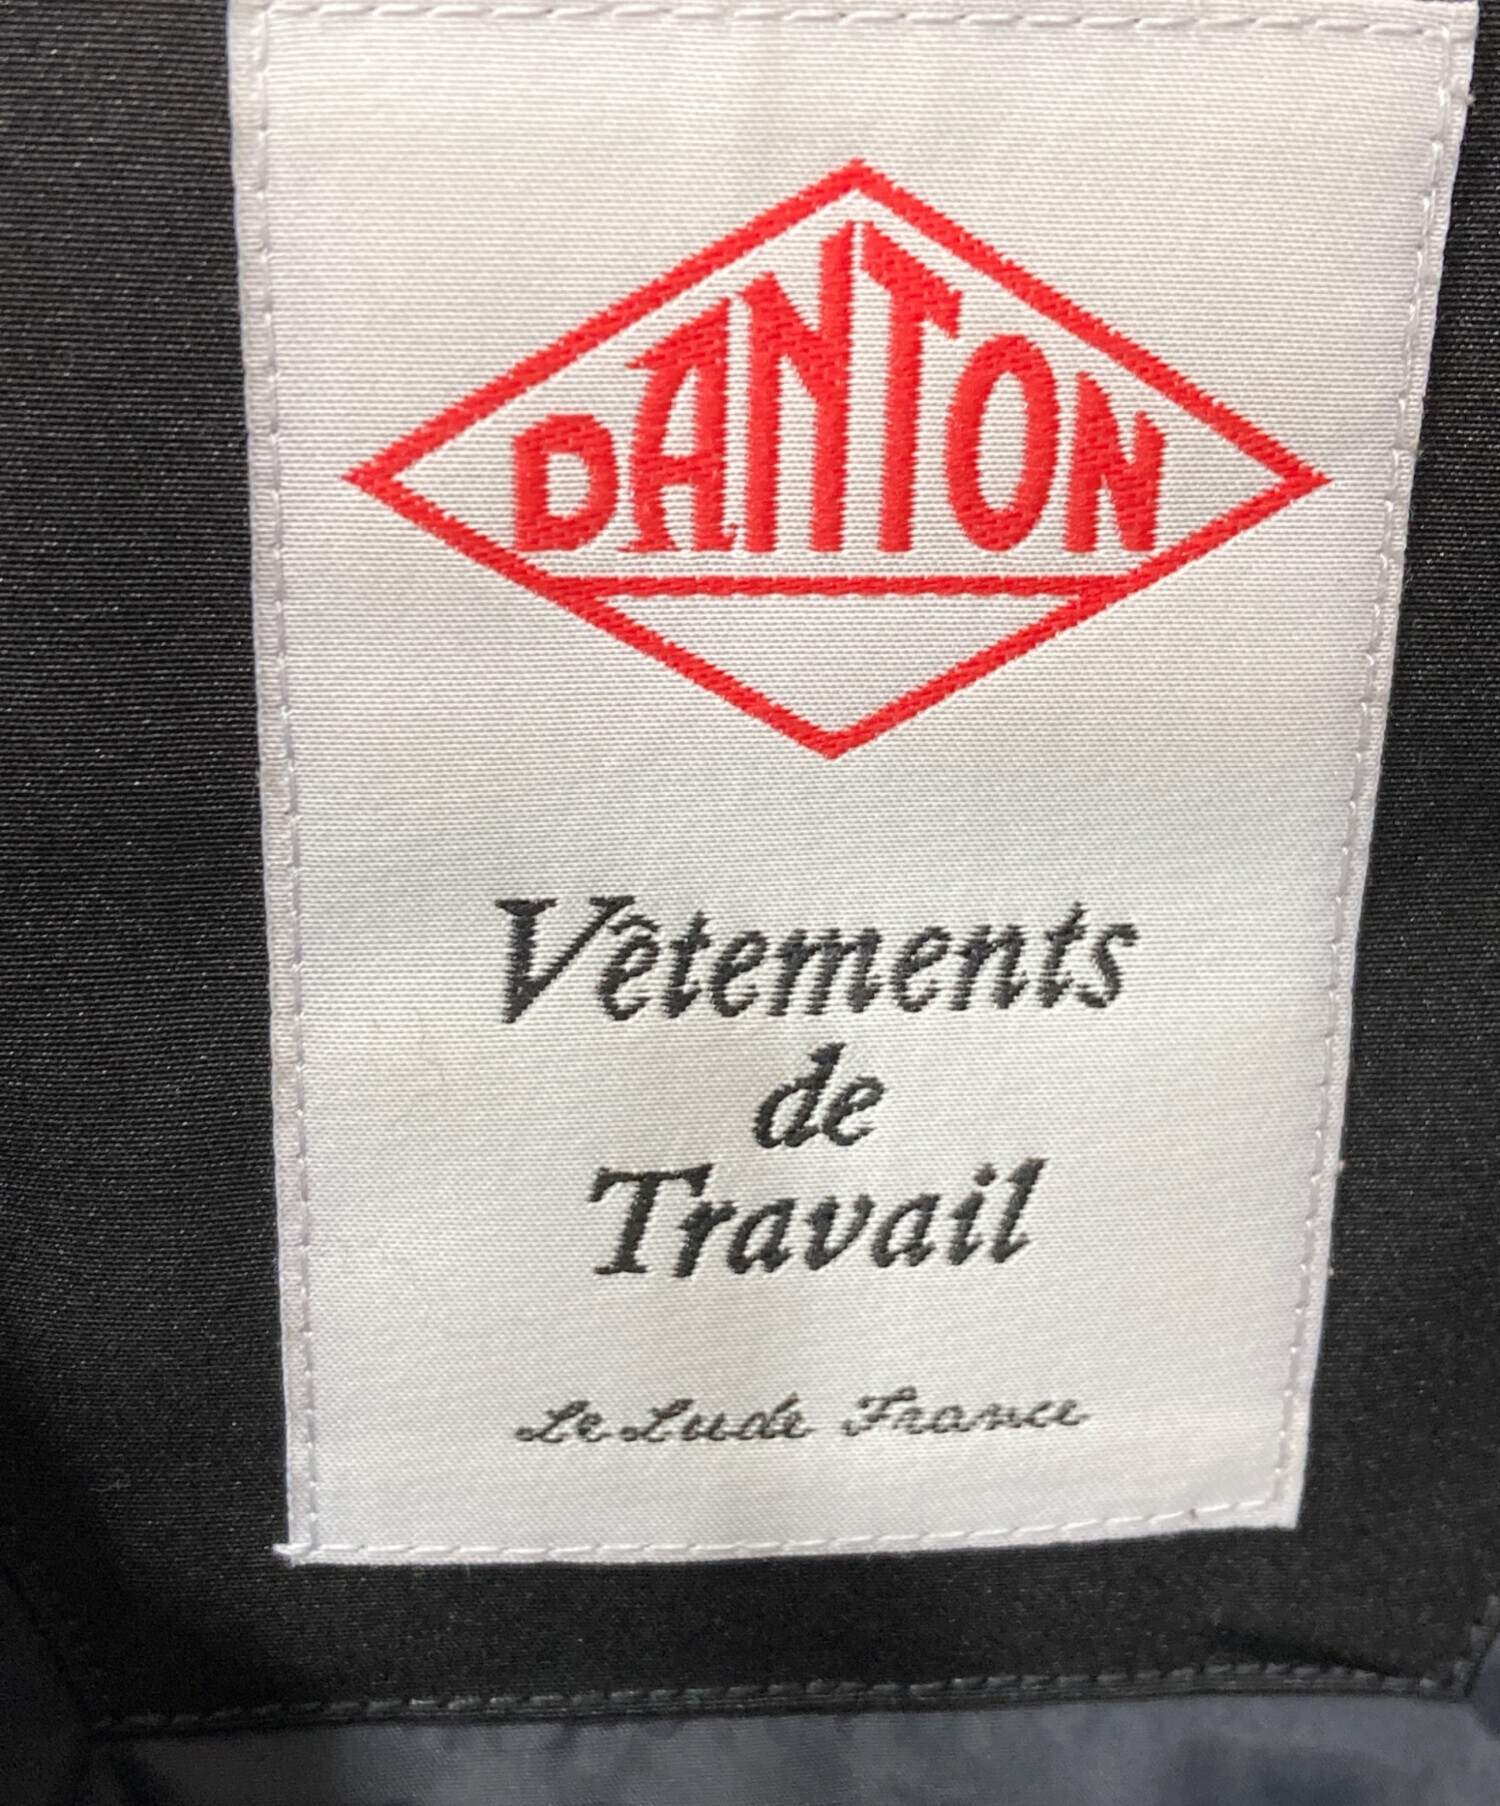 DANTON
Vêtements
de
Travail
Le Lude France